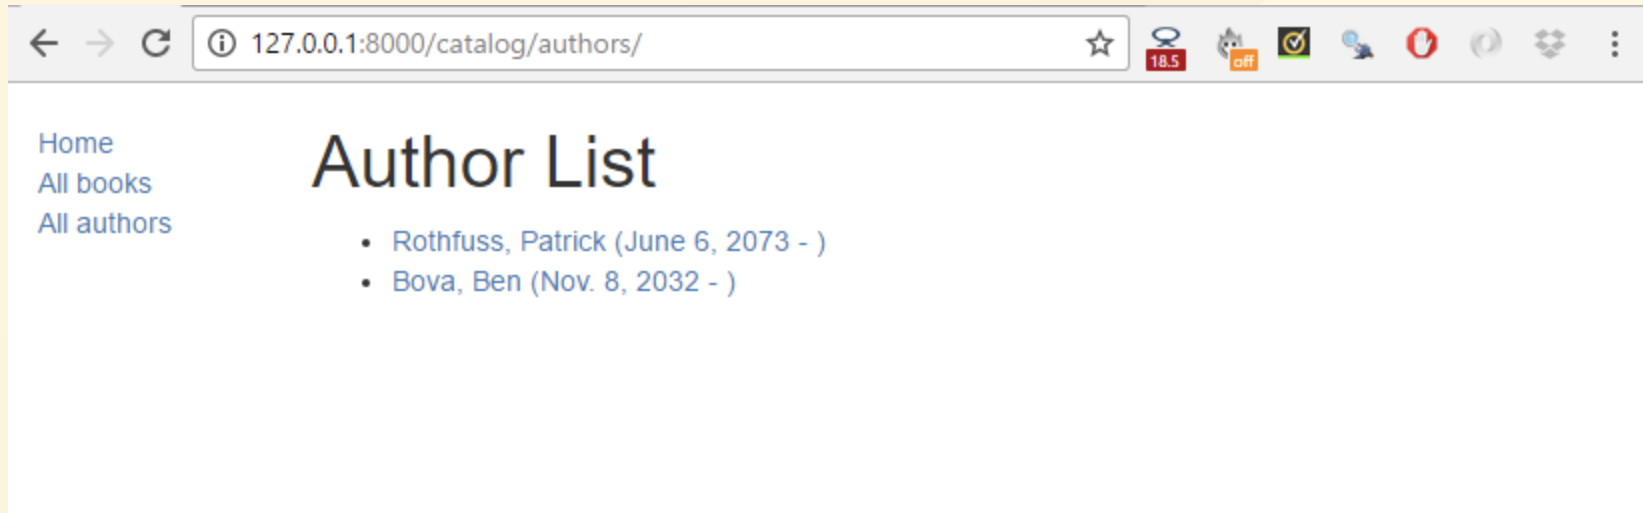 127.0.0.1:8000/catalog/authors/
18.5
off
Home
All books
All authors
Author List
Rothfuss, Patrick (June 6, 2073 - )
Bova, Ben (Nov. 8, 2032 - )